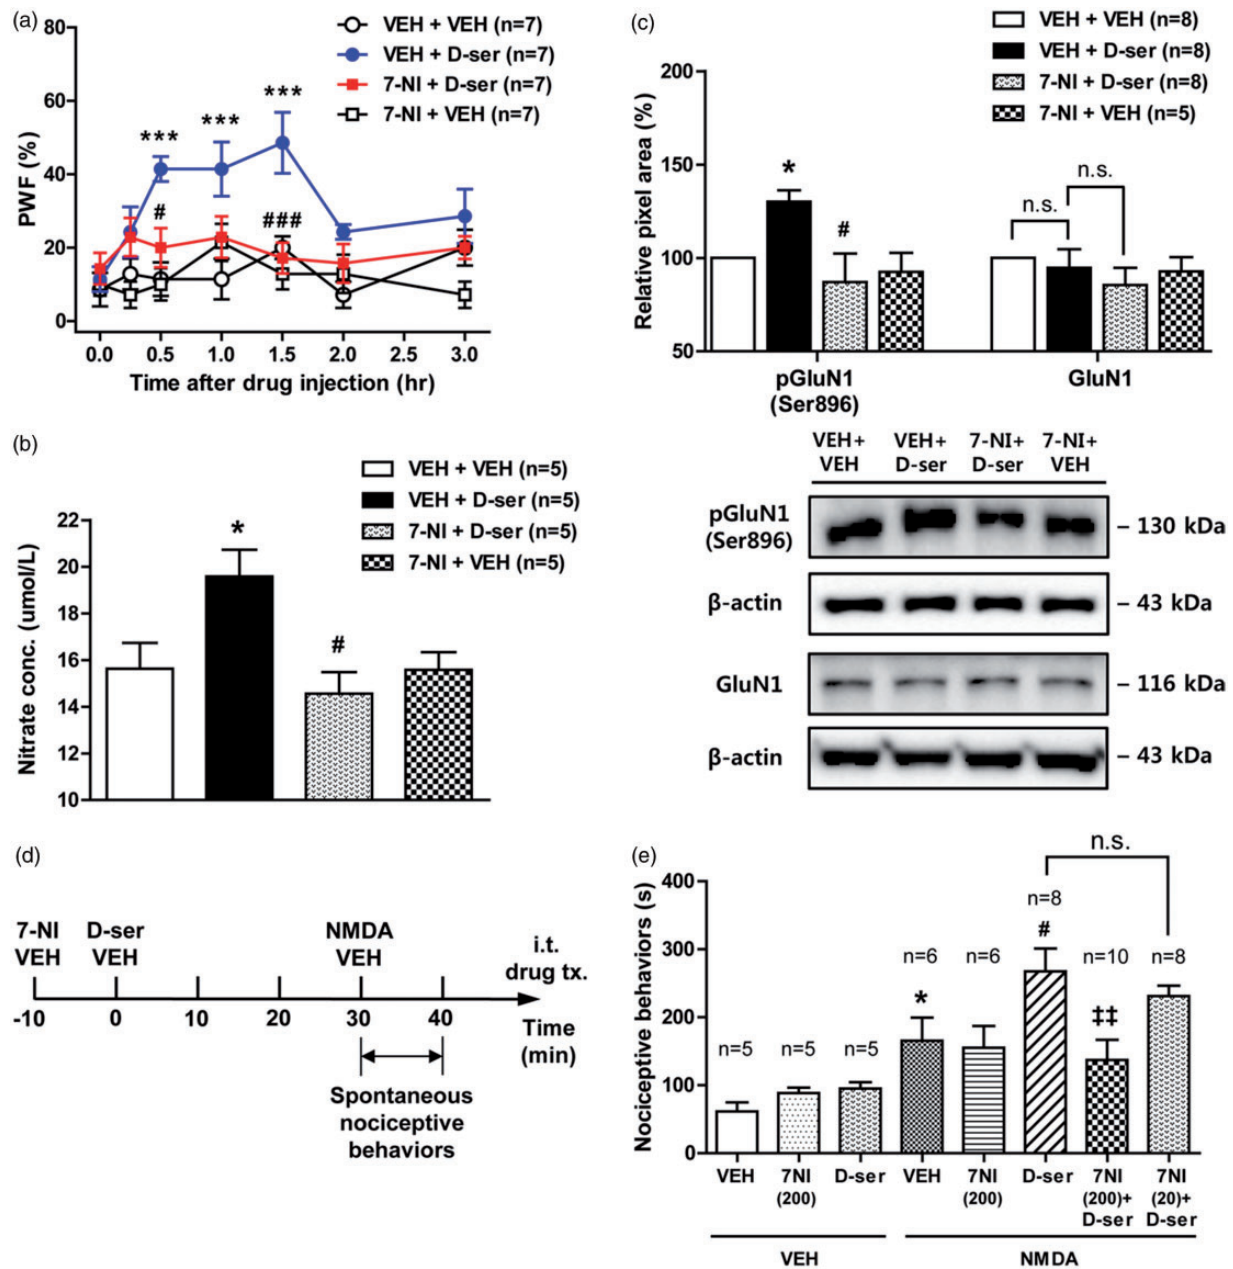 (a)
VEH + VEH (n=7)
VEH + D-ser (n=7)
7-NI + D-ser (n=7)
7-NI + VEH (n=7)
PWF (%)
80
60
40
20
0
***
***
***
#
###
0.0 0.5 1.0 1.5 2.0 2.5 3.0
Time after drug injection (hr)
(b)
VEH + VEH (n=5)
VEH + D-ser (n=5)
7-NI + D-ser (n=5)
7-NI + VEH (n=5)
Nitrate conc. (umol/L)
22
20
18
16
14
12
10
*
#
(c)
VEH + VEH (n=8)
VEH + D-ser (n=8)
7-NI + D-ser (n=8)
7-NI + VEH (n=5)
Relative pixel area (%)
200
150
100
50
*
#
n.s.
n.s.
pGluN1
(Ser896)
GluN1
VEH+ VEH+ 7-NI+ 7-NI+
VEH D-ser D-ser VEH
pGluN1
(Ser896)
– 130 kDa
β-actin – 43 kDa
GluN1 – 116 kDa
β-actin – 43 kDa
(d)
7-NI D-ser NMDA i.t.
VEH VEH VEH drug tx.
-10 0 10 20 30 40 Time
(min)
Spontaneous
nociceptive
behaviors
(e)
n.s.
Nociceptive behaviors (s)
400
300
200
100
0
n=5 n=5 n=5 n=6 n=6 n=8 n=10 n=8
*
#
‡‡
VEH 7NI D-ser VEH 7NI D-ser 7NI 7NI
(200) (200) (200)+ (20)+
D-ser D-ser
VEH NMDA